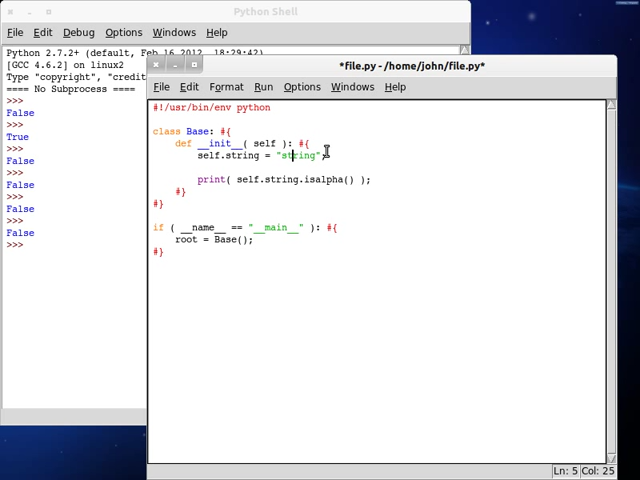 Python Shell
File Edit Debug Options Windows Help
Python 2.7.2+ (default, Feb 16 2012, 18:29:42)
[GCC 4.6.2] on linux2
Type "copyright", "credit
==== No Subprocess ====
>>>
False
>>>
True
>>>
False
>>>
False
>>>
False
>>>
False
>>>
*file.py - /home/john/file.py*
File Edit Format Run Options Windows Help
#!/usr/bin/env python
class Base: #{
def __init__( self ): #{
self.string = "string";
print( self.string.isalpha() );
#}
#}
if ( __name__ == "__main__" ): #{
root = Base();
#}
Ln: 5 Col: 25